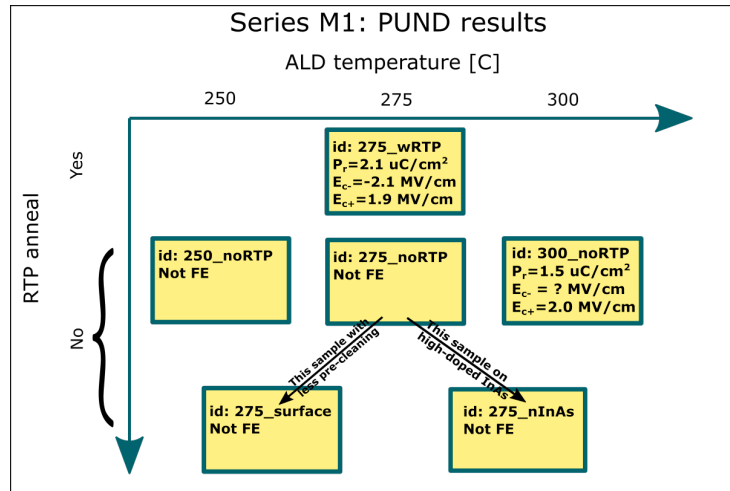 Series M1: PUND results
ALD temperature [C]
250 275 300
RTP anneal
Yes
id: 275_wRTP
Pr=2.1 uC/cm²
Ec-=-2.1 MV/cm
Ec+=1.9 MV/cm
No
id: 250_noRTP
Not FE
id: 275_noRTP
Not FE
id: 300_noRTP
Pr=1.5 uC/cm²
Ec- = ? MV/cm
Ec+=2.0 MV/cm
This sample with
less pre-cleaning
This sample on
high-doped InAs
id: 275_surface
Not FE
id: 275_nInAs
Not FE